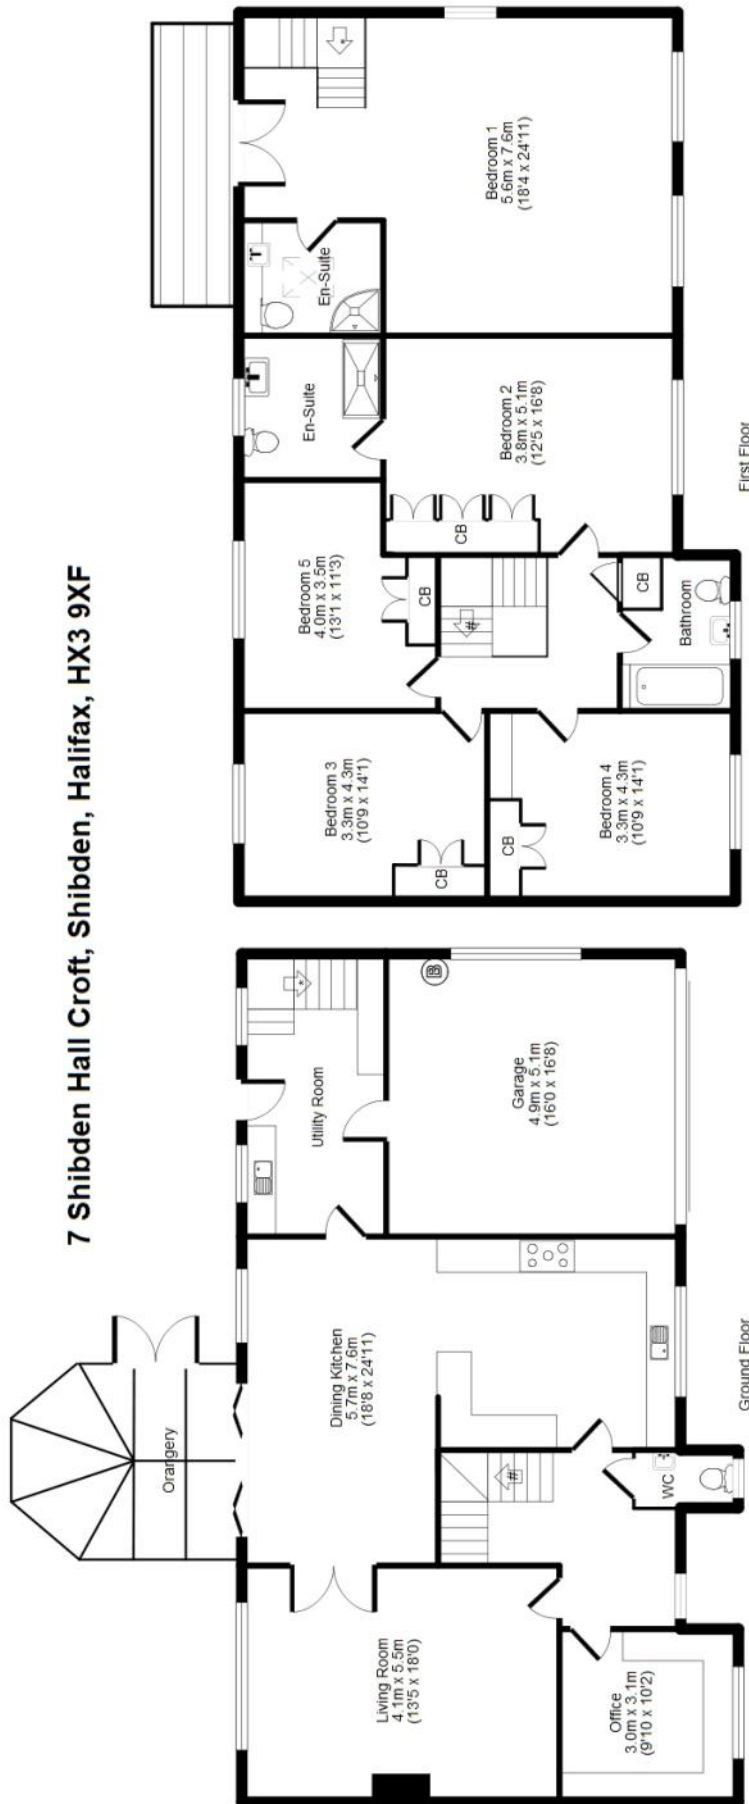 7 Shibden Hall Croft, Shibden, Halifax, HX3 9XF
Orangery
Living Room
4.1m x 5.5m
(13'5 x 18'0)
Dining Kitchen
5.7m x 7.6m
(18'8 x 24'11)
Utility Room
Garage
4.9m x 5.1m
(16'0 x 16'8)
B
Office
3.0m x 3.1m
(9'10 x 10'2)
WC
#
*
Ground Floor
Bedroom 3
3.3m x 4.3m
(10'9 x 14'1)
CB
Bedroom 5
4.0m x 3.5m
(13'1 x 11'3)
CB
En-Suite
En-Suite
Bedroom 1
5.6m x 7.6m
(18'4 x 24'11)
*
Bedroom 4
3.3m x 4.3m
(10'9 x 14'1)
CB
#
Bathroom
CB
Bedroom 2
3.8m x 5.1m
(12'5 x 16'8)
CB
First Floor